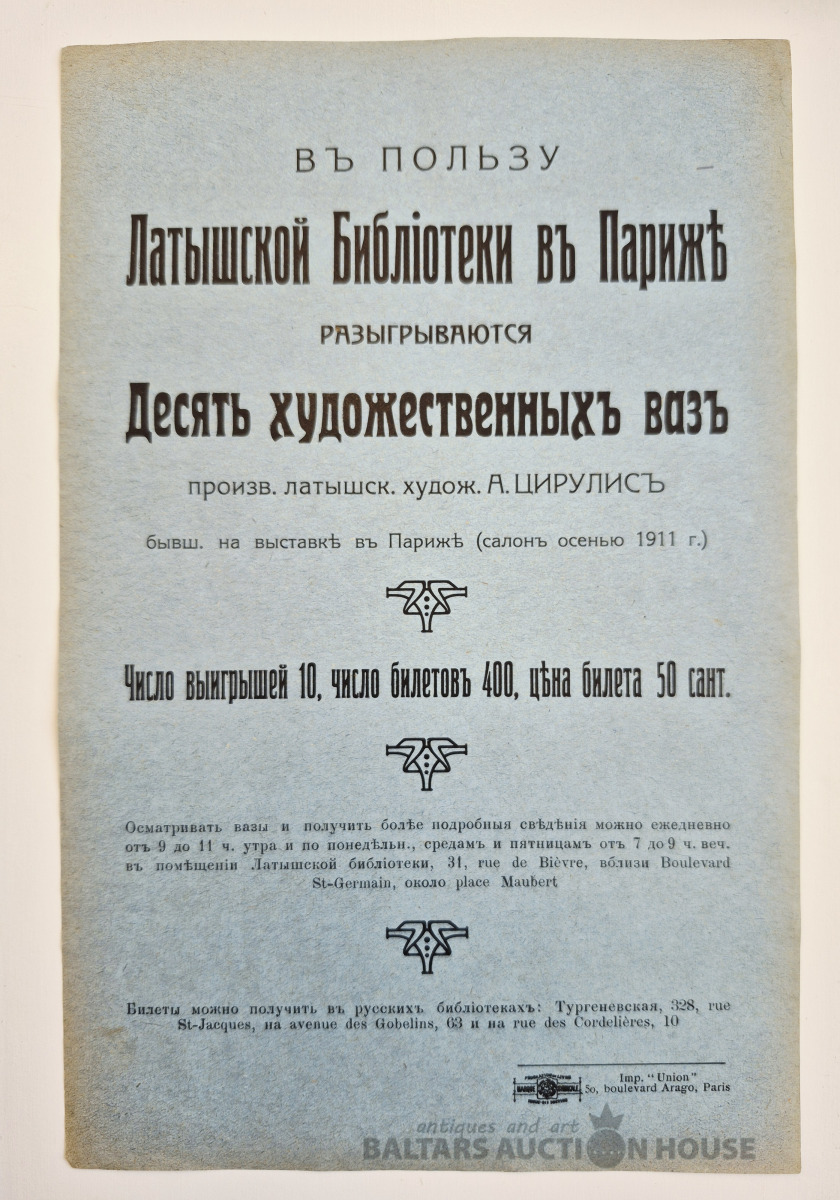 ВЪ ПОЛЬЗУ
Латышской Библіотеки въ Парижѣ
РАЗЫГРЫВАЮТСЯ
Десять художественныхъ вазъ
произв. латышск. худож. А. ЦИРУЛИСЪ
бывш. на выставкѣ въ Парижѣ (салонъ осенью 1911 г.)
Число выигрышей 10, число билетовъ 400, цѣна билета 50 сант.
Осматривать вазы и получить болѣе подробныя свѣдѣнія можно ежедневно
отъ 9 до 11 ч. утра и по понедѣльн., средамъ и пятницамъ отъ 7 до 9 ч. веч.
въ помѣщеніи Латышской библіотеки, 31, rue de Bièvre, вблизи Boulevard
St-Germain, около place Maubert
Билеты можно получить въ русскихъ библіотекахъ: Тургеневская, 328, rue
St-Jacques, на avenue des Gobelins, 63 и на rue des Cordelières, 10
Imp. "Union"
50, boulevard Arago, Paris
antiques and art
BALTARS AUCTION HOUSE